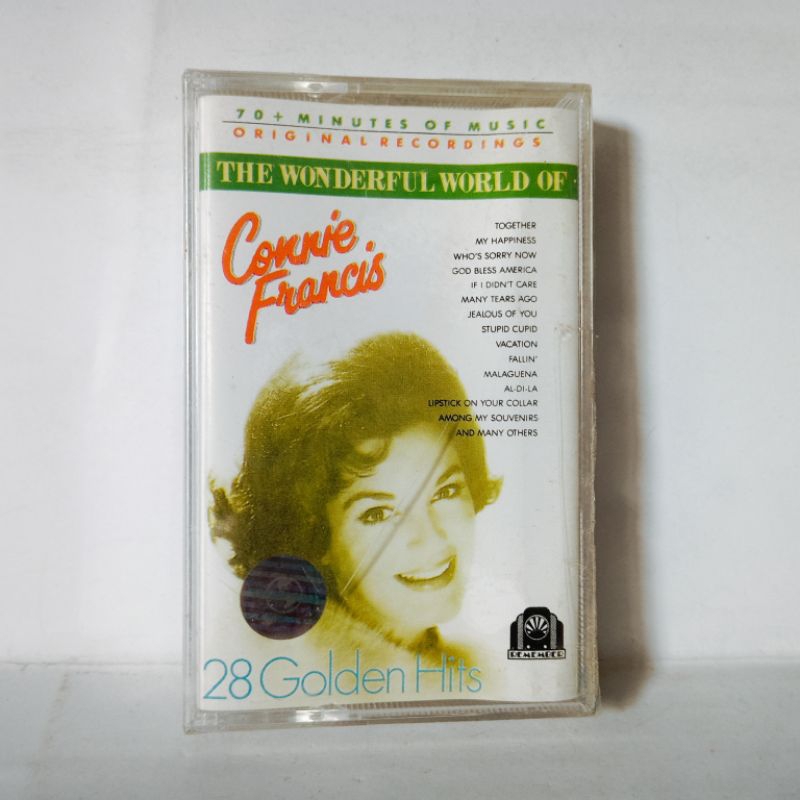 70+ MINUTES OF MUSIC
ORIGINAL RECORDINGS
THE WONDERFUL WORLD OF
Connie
Francis
TOGETHER
MY HAPPINESS
WHO'S SORRY NOW
GOD BLESS AMERICA
IF I DIDN'T CARE
MANY TEARS AGO
JEALOUS OF YOU
STUPID CUPID
VACATION
FALLIN'
MALAGUENA
AL-DI-LA
LIPSTICK ON YOUR COLLAR
AMONG MY SOUVENIRS
AND MANY OTHERS
REMEMBER
28 Golden Hits